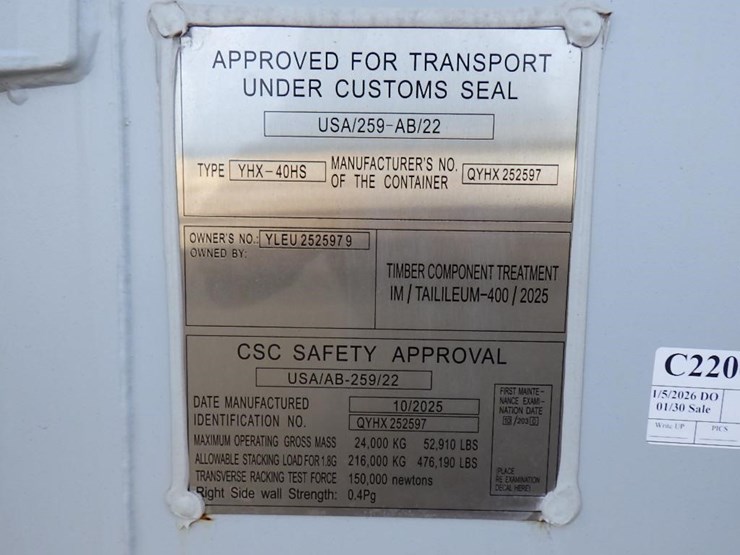 APPROVED FOR TRANSPORT
UNDER CUSTOMS SEAL
USA/259-AB/22
TYPE YHX-40HS MANUFACTURER'S NO. OF THE CONTAINER QYHX 252597
OWNER'S NO.: YLEU 2525979
OWNED BY:
TIMBER COMPONENT TREATMENT
IM / TAILILEUM-400 / 2025
CSC SAFETY APPROVAL
USA/AB-259/22
DATE MANUFACTURED 10/2025
IDENTIFICATION NO. QYHX 252597
MAXIMUM OPERATING GROSS MASS 24,000 KG 52,910 LBS
ALLOWABLE STACKING LOAD FOR 1.8G 216,000 KG 476,190 LBS
TRANSVERSE RACKING TEST FORCE 150,000 newtons
Right Side wall Strength: 0.4Pg
FIRST MAINTE-
NANCE EXAMI-
NATION DATE
(PLACE
RE EXAMINATION
DECAL HERE)
C220
1/5/2026 DO
01/30 Sale
Write UP PICS